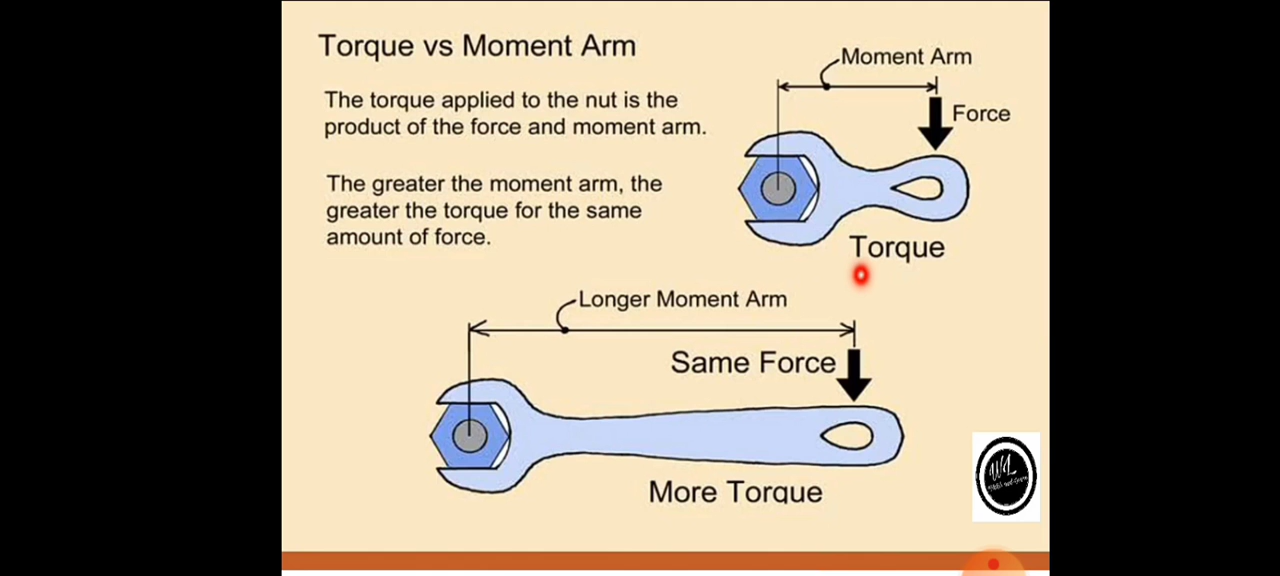 Torque vs Moment Arm
The torque applied to the nut is the
product of the force and moment arm.
The greater the moment arm, the
greater the torque for the same
amount of force.
Moment Arm
Force
Torque
Longer Moment Arm
Same Force
More Torque
WL